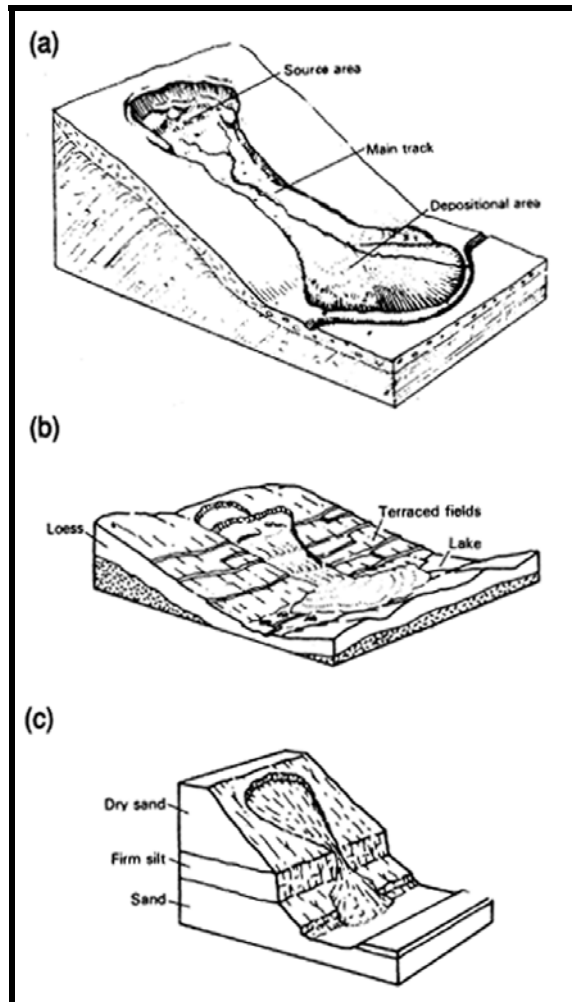 (a)
Source area
Main track
Depositional area
(b)
Loess
Terraced fields
Lake
(c)
Dry sand
Firm silt
Sand